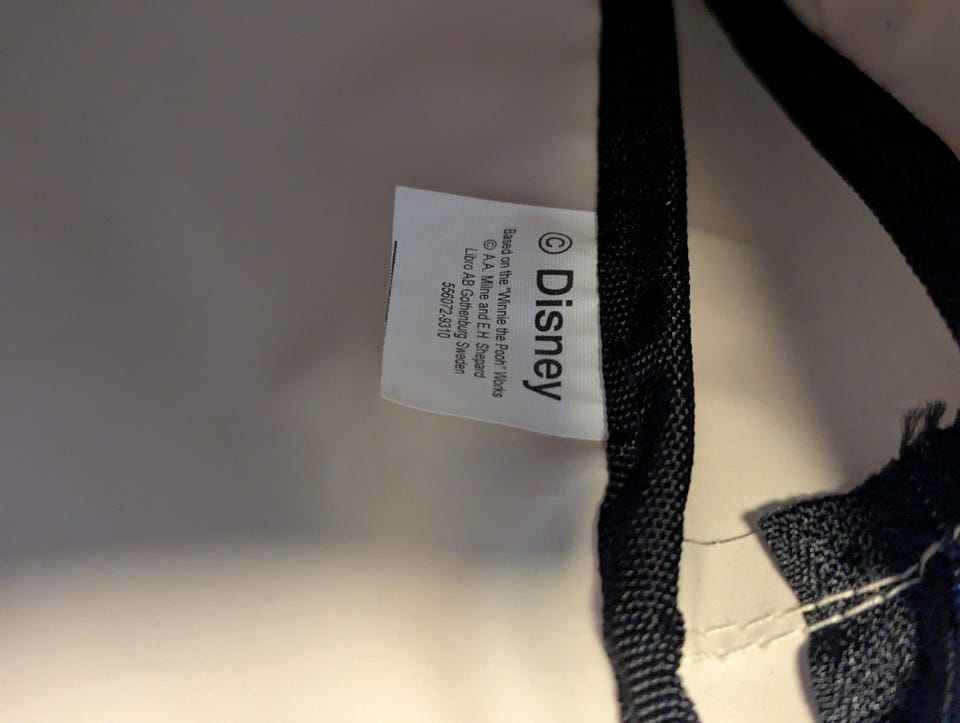 © Disney
Based on the "Winnie the Pooh" Works
© A.A. Milne and E.H. Shepard
Libro AB Gothenburg Sweden
556072-9310